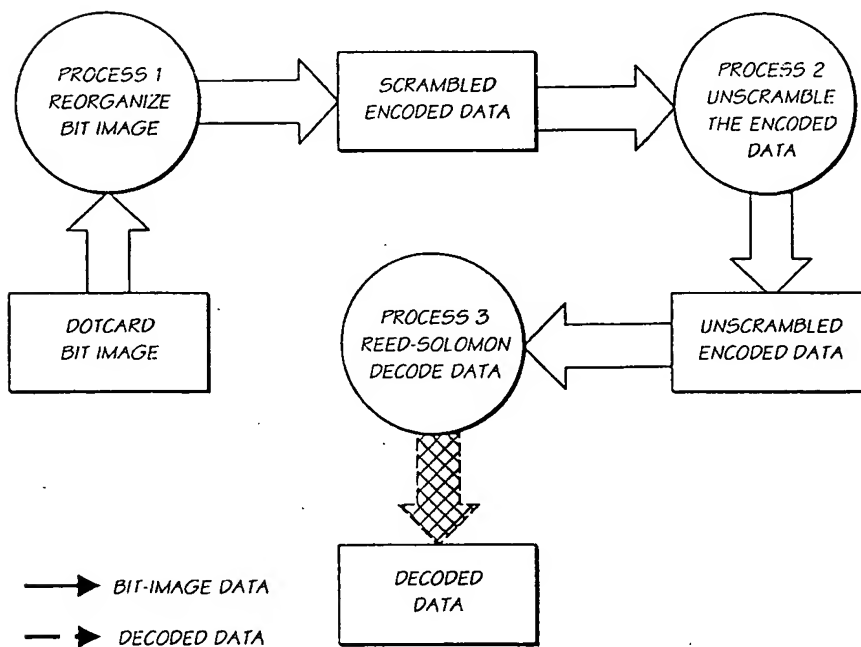 PROCESS 1
REORGANIZE
BIT IMAGE
SCRAMBLED
ENCODED DATA
PROCESS 2
UNSCRAMBLE
THE ENCODED
DATA
DOTCARD
BIT IMAGE
PROCESS 3
REED-SOLOMON
DECODE DATA
UNSCRAMBLED
ENCODED DATA
DECODED
DATA
BIT-IMAGE DATA
DECODED DATA